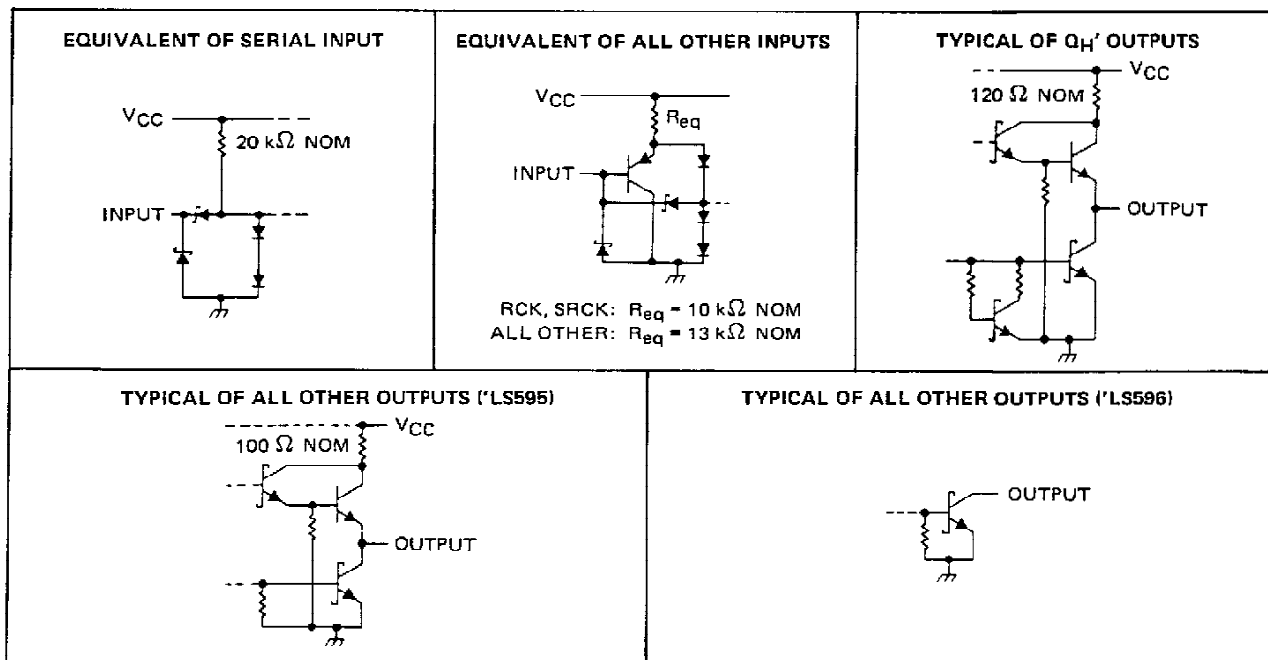 EQUIVALENT OF SERIAL INPUT
VCC
20 kΩ NOM
INPUT
EQUIVALENT OF ALL OTHER INPUTS
VCC
Req
INPUT
RCK, SRCK: Req = 10 kΩ NOM
ALL OTHER: Req = 13 kΩ NOM
TYPICAL OF QH' OUTPUTS
VCC
120 Ω NOM
OUTPUT
TYPICAL OF ALL OTHER OUTPUTS ('LS595)
VCC
100 Ω NOM
OUTPUT
TYPICAL OF ALL OTHER OUTPUTS ('LS596)
OUTPUT